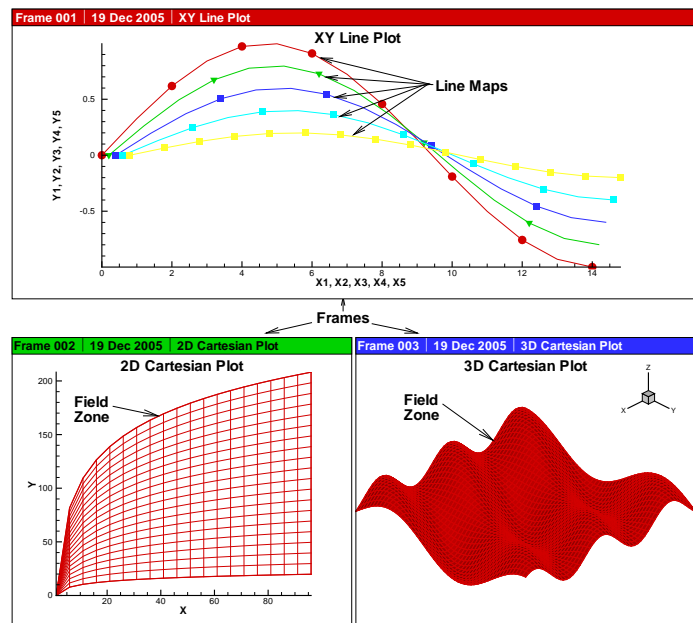 Frame 001 | 19 Dec 2005 | XY Line Plot
XY Line Plot
Line Maps
Y1, Y2, Y3, Y4, Y5
0.5
0
-0.5
0 2 4 6 8 10 12 14
X1, X2, X3, X4, X5
Frames
Frame 002 | 19 Dec 2005 | 2D Cartesian Plot
2D Cartesian Plot
Field
Zone
Y
200
150
100
50
0
20 40 60 80
X
Frame 003 | 19 Dec 2005 | 3D Cartesian Plot
3D Cartesian Plot
Field
Zone
Z
X
Y